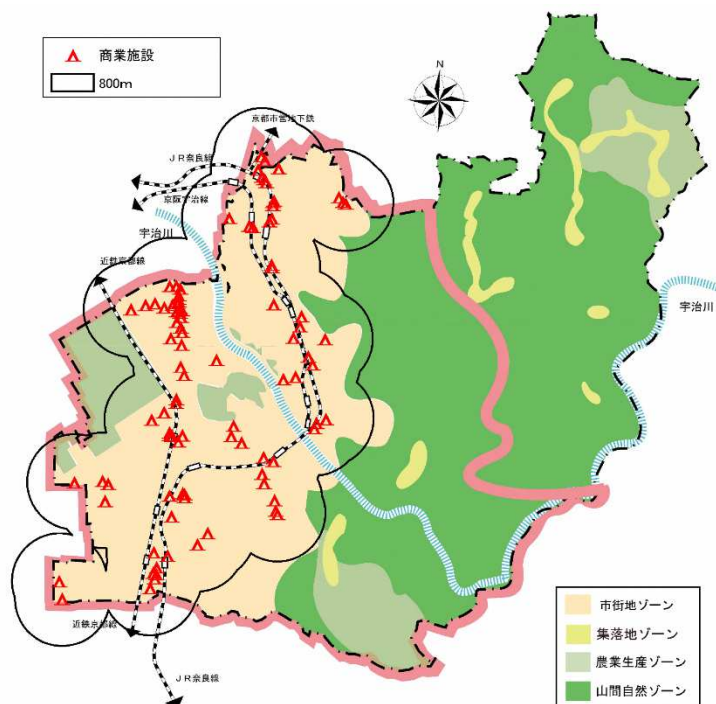 商業施設
800m
N
京都市営地下鉄
JR奈良線
京阪宇治線
宇治川
近鉄京都線
宇治川
近鉄京都線
JR奈良線
市街地ゾーン
集落地ゾーン
農業生産ゾーン
山間自然ゾーン